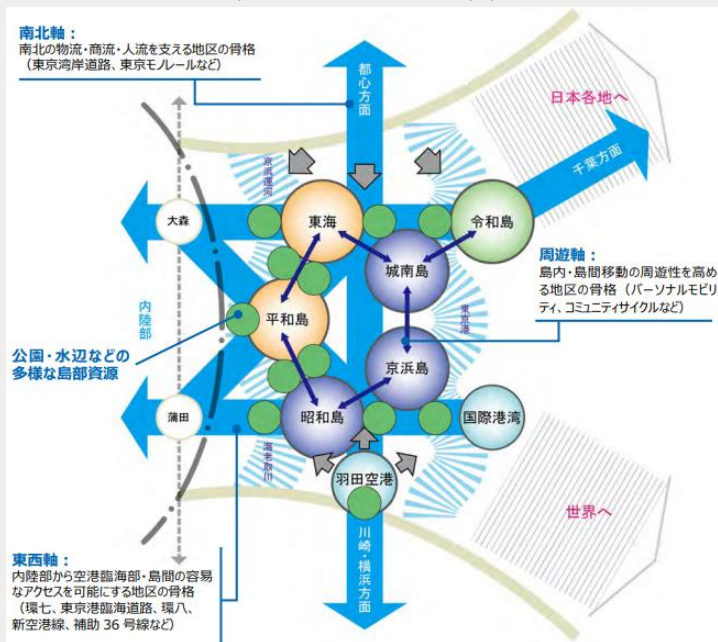 南北軸：
南北の物流・商流・人流を支える地区の骨格
（東京湾岸道路、東京モノレールなど）
都心方面
日本各地へ
千葉方面
京浜運河
大森
東海
令和島
城南島
周遊軸：
島内・島間移動の周遊性を高め
る地区の骨格（パーソナルモビリ
ティ、コミュニティサイクルなど）
内陸部
平和島
東京港
公園・水辺などの
多様な島部資源
京浜島
蒲田
昭和島
国際港湾
海老取川
羽田空港
世界へ
川崎・横浜方面
東西軸：
内陸部から空港臨海部・島間の容易
なアクセスを可能にする地区の骨格
（環七、東京港臨海道路、環八、
新空港線、補助 36 号線など）